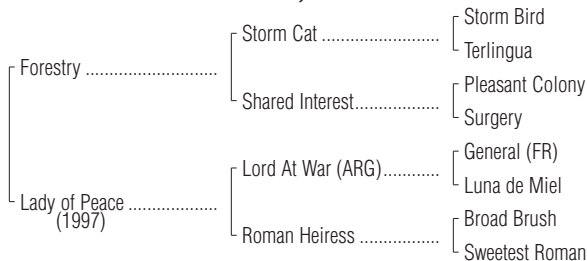 Storm Bird
Storm Cat ..........................
Terlingua
Forestry .............................
Pleasant Colony
Shared Interest...................
Surgery
General (FR)
Lord At War (ARG)............
Luna de Miel
Lady of Peace ....................
(1997)
Broad Brush
Roman Heiress ..................
Sweetest Roman